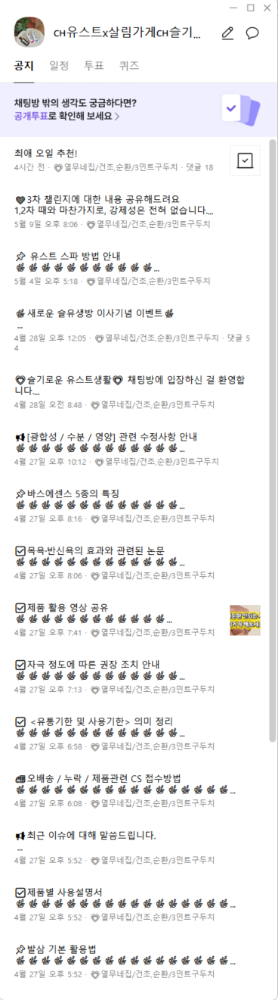 CH유스트x살림가게CH슬기...
공지 일정 투표 퀴즈
채팅방 밖의 생각도 궁금하다면?
공개투표로 확인해 보세요 >
최애 오일 추천!
4시간 전 · 열무네집/건조,순환/3민트구두치 · 댓글 18
3차 챌린지에 대한 내용 공유해드려요
1,2차 때와 마찬가지로, 강제성은 전혀 없습니다....
5월 9일 오후 8:06 · 열무네집/건조,순환/3민트구두치
유스트 스파 방법 안내
...
5월 4일 오후 5:18 · 열무네집/건조,순환/3민트구두치
새로운 슬유생방 이사기념 이벤트
...
4월 28일 오후 12:05 · 열무네집/건조,순환/3민트구두치 · 댓글 5
4
슬기로운 유스트생활 채팅방에 입장하신 걸 환영합
니다....
4월 28일 오전 8:48 · 열무네집/건조,순환/3민트구두치
[광합성 / 수분 / 영양] 관련 수정사항 안내
...
4월 27일 오후 10:12 · 열무네집/건조,순환/3민트구두치
바스에센스 5종의 특징
...
4월 27일 오후 8:16 · 열무네집/건조,순환/3민트구두치
목욕·반신욕의 효과와 관련된 논문
...
4월 27일 오후 8:06 · 열무네집/건조,순환/3민트구두치
제품 활용 영상 공유
...
4월 27일 오후 7:41 · 열무네집/건조,순환/3민트구두치
자극 정도에 따른 권장 조치 안내
...
4월 27일 오후 7:13 · 열무네집/건조,순환/3민트구두치
<유통기한 및 사용기한> 의미 정리
...
4월 27일 오후 6:58 · 열무네집/건조,순환/3민트구두치
오배송 / 누락 / 제품관련 CS 접수방법
...
4월 27일 오후 6:08 · 열무네집/건조,순환/3민트구두치
최근 이슈에 대해 말씀드립니다.
...
4월 27일 오후 5:52 · 열무네집/건조,순환/3민트구두치
제품별 사용설명서
...
4월 27일 오후 5:52 · 열무네집/건조,순환/3민트구두치
발삼 기본 활용법
...
4월 27일 오후 5:52 · 열무네집/건조,순환/3민트구두치